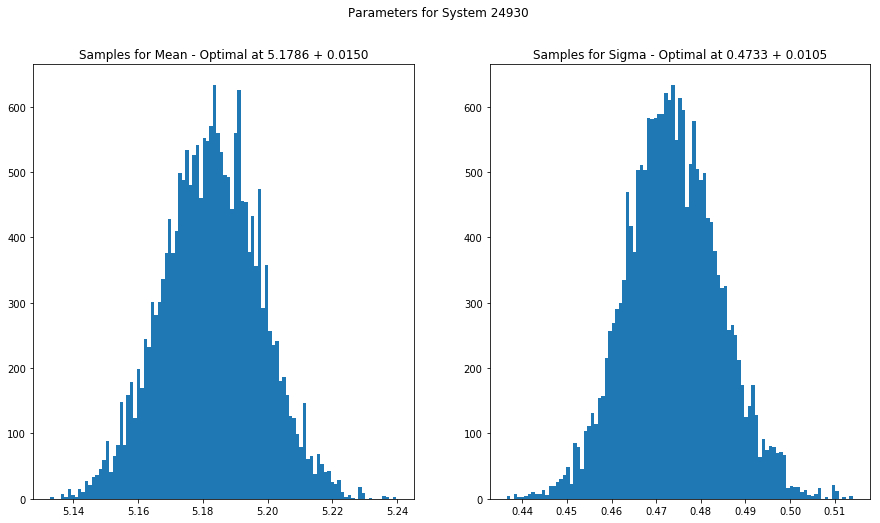 Parameters for System 24930
Samples for Mean - Optimal at 5.1786 + 0.0150
Samples for Sigma - Optimal at 0.4733 + 0.0105
600
500
400
300
200
100
0
5.14 5.16 5.18 5.20 5.22 5.24
600
500
400
300
200
100
0
0.44 0.45 0.46 0.47 0.48 0.49 0.50 0.51